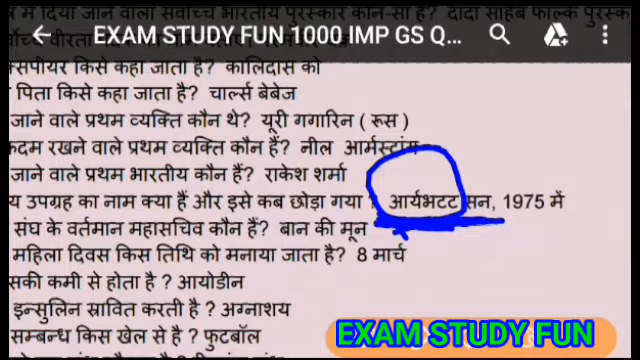 में दिया जाने वाला सर्वोच्च भारतीय पुरस्कार कौन-सा है? दादा साहेब फाल्के पुरस्क
EXAM STUDY FUN 1000 IMP GS Q...
क्सपीयर किसे कहा जाता है? कालिदास को
पिता किसे कहा जाता है? चार्ल्स बेबेज
जाने वाले प्रथम व्यक्ति कौन थे? यूरी गगारिन ( रूस )
कदम रखने वाले प्रथम व्यक्ति कौन हैं? नील आर्मस्ट्रांग
जाने वाले प्रथम भारतीय कौन हैं? राकेश शर्मा
य उपग्रह का नाम क्या हैं और इसे कब छोड़ा गया ? आर्यभटट सन, 1975 में
संघ के वर्तमान महासचिव कौन हैं? बान की मून
महिला दिवस किस तिथि को मनाया जाता है? 8 मार्च
सकी कमी से होता है ? आयोडीन
इन्सुलिन स्रावित करती है ? अग्नाशय
सम्बन्ध किस खेल से है ? फुटबॉल
EXAM STUDY FUN